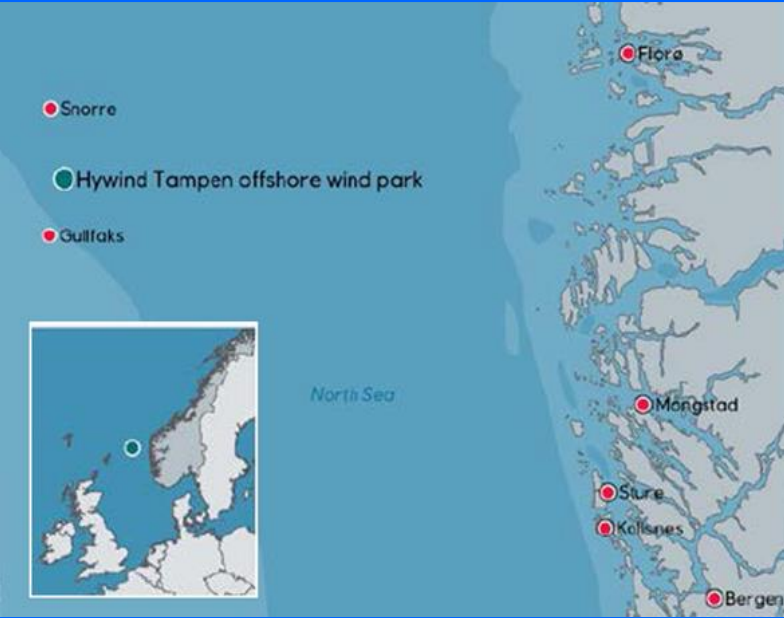 Florø
Snorre
Hywind Tampen offshore wind park
Gullfaks
North Sea
Mongstad
Sture
Kollsnes
Bergen